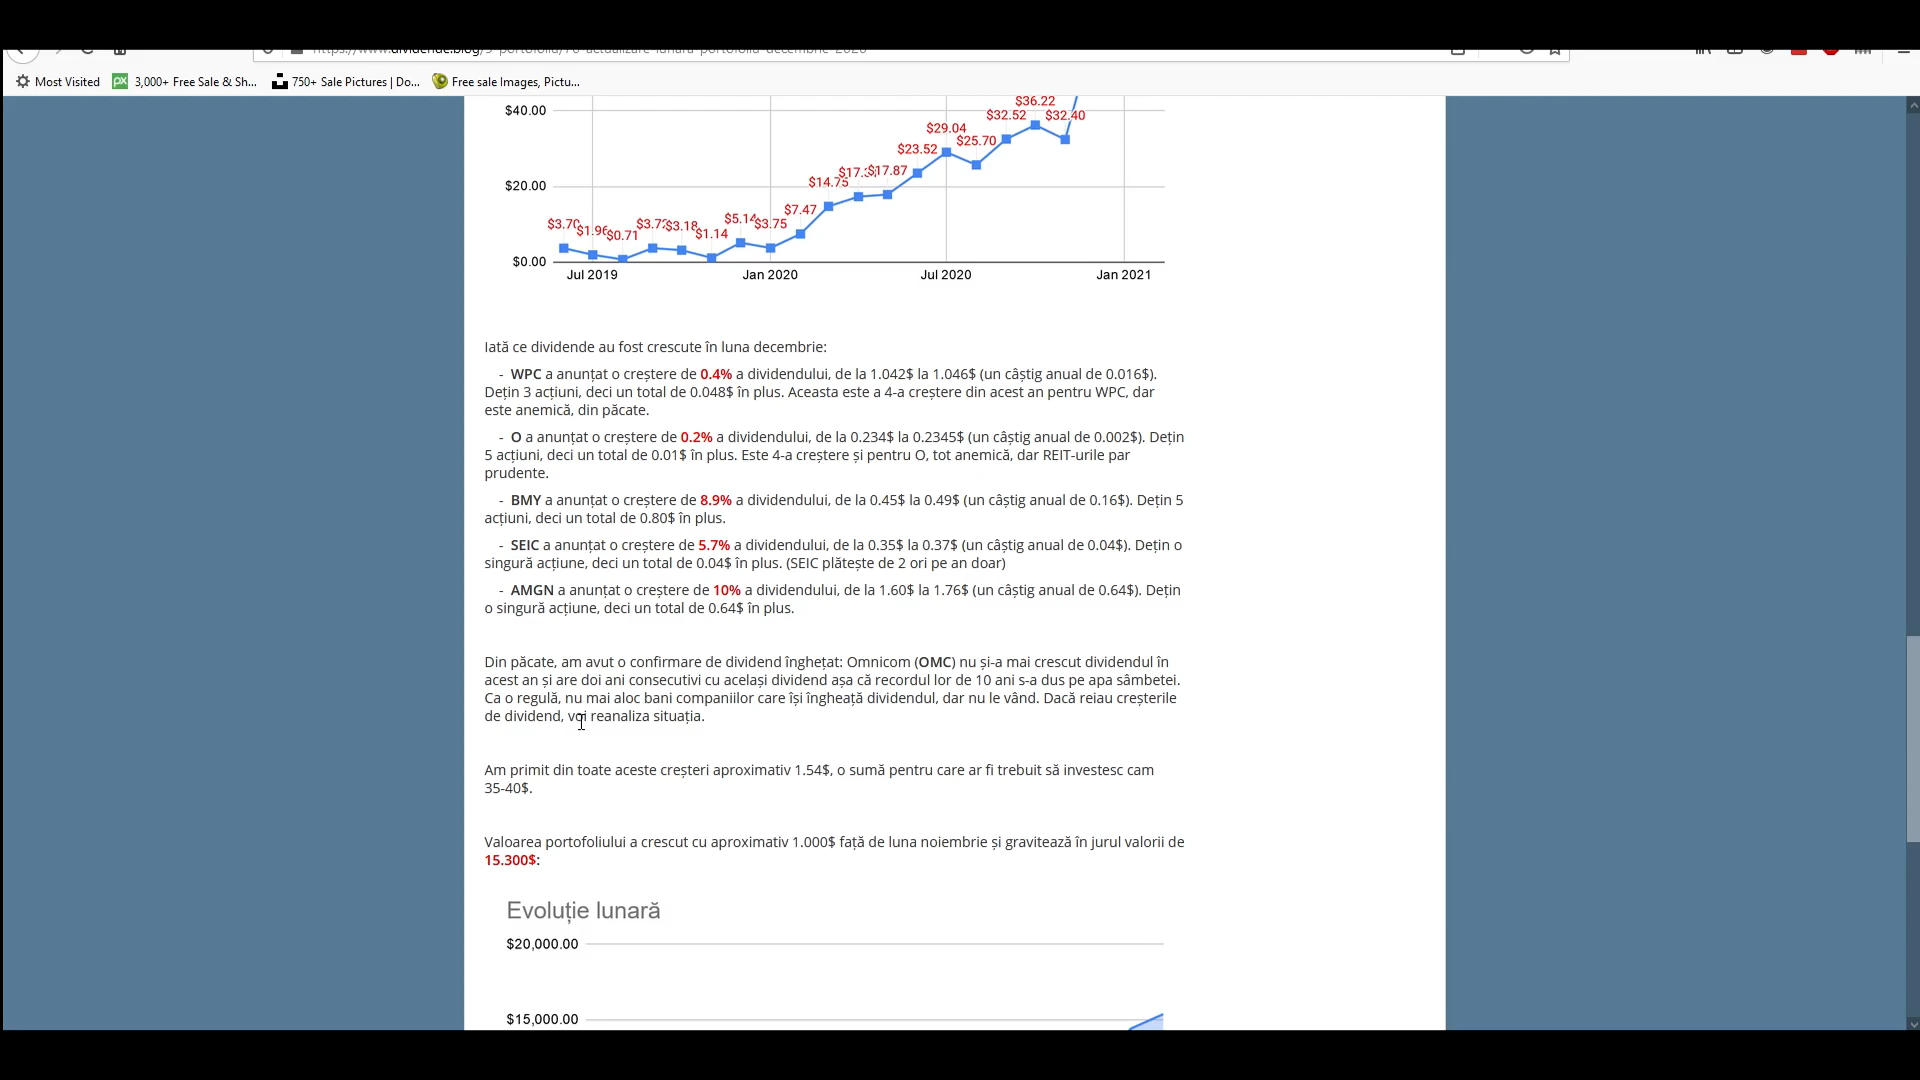 Most Visited 3,000+ Free Sale & Sh... 750+ Sale Pictures | Do... Free sale Images, Pictu...
$36.22
$40.00
$32.52 $32.40
$29.04
$25.70
$23.52
$17.87
$14.75
$20.00
$7.47
$5.14
$3.70 $3.18 $3.75
$1.96 $0.71 $1.14
$0.00
Jul 2019 Jan 2020 Jul 2020 Jan 2021
Iată ce dividende au fost crescute în luna decembrie:
- WPC a anunțat o creștere de 0.4% a dividendului, de la 1.042$ la 1.046$ (un câștig anual de 0.016$).
Dețin 3 acțiuni, deci un total de 0.048$ în plus. Aceasta este a 4-a creștere din acest an pentru WPC, dar
este anemică, din păcate.
- O a anunțat o creștere de 0.2% a dividendului, de la 0.234$ la 0.2345$ (un câștig anual de 0.002$). Dețin
5 acțiuni, deci un total de 0.01$ în plus. Este 4-a creștere și pentru O, tot anemică, dar REIT-urile par
prudente.
- BMY a anunțat o creștere de 8.9% a dividendului, de la 0.45$ la 0.49$ (un câștig anual de 0.16$). Dețin 5
acțiuni, deci un total de 0.80$ în plus.
- SEIC a anunțat o creștere de 5.7% a dividendului, de la 0.35$ la 0.37$ (un câștig anual de 0.04$). Dețin o
singură acțiune, deci un total de 0.04$ în plus. (SEIC plătește de 2 ori pe an doar)
- AMGN a anunțat o creștere de 10% a dividendului, de la 1.60$ la 1.76$ (un câștig anual de 0.64$). Dețin
o singură acțiune, deci un total de 0.64$ în plus.
Din păcate, am avut o confirmare de dividend înghețat: Omnicom (OMC) nu și-a mai crescut dividendul în
acest an și are doi ani consecutivi cu același dividend așa că recordul lor de 10 ani s-a dus pe apa sâmbetei.
Ca o regulă, nu mai aloc bani companiilor care își îngheață dividendul, dar nu le vând. Dacă reiau creșterile
de dividend, voi reanaliza situația.
Am primit din toate aceste creșteri aproximativ 1.54$, o sumă pentru care ar fi trebuit să investesc cam
35-40$.
Valoarea portofoliului a crescut cu aproximativ 1.000$ față de luna noiembrie și gravitează în jurul valorii de
15.300$:
Evoluție lunară
$20,000.00
$15,000.00